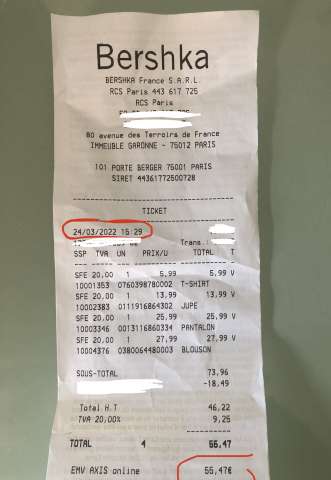 Bershka
BERSHKA France S.A.R.L.
RCS Paris 443 617 725
RCS Paris
80 avenue des Terroirs de France
IMMEUBLE GARONNE - 75012 PARIS
101 PORTE BERGER 75001 PARIS
SIRET 44361772500728
TICKET
24/03/2022 15:29
Trans.:
SSP TVA UN PRIX/U TOTAL T
SFE 20,00 1 5,99 5,99 V
10001353 0760398780002 T-SHIRT
SFE 20,00 1 13,99 13,99 V
10002383 0111916864302 JUPE
SFE 20,00 1 25,99 25,99 V
10003346 0013116860334 PANTALON
SFE 20,00 1 27,99 27,99 V
10004376 0380064480003 BLOUSON
SOUS-TOTAL 73,96
-18,49
Total H.T 46,22
TVA 20,00% 9,25
TOTAL 4 55,47
EMV AXIS online 55,47€